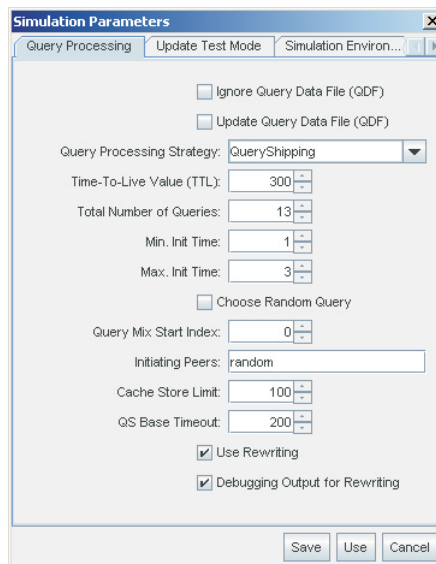 Simulation Parameters
Query Processing
Update Test Mode
Simulation Environ...
Ignore Query Data File (QDF)
Update Query Data File (QDF)
Query Processing Strategy: QueryShipping
Time-To-Live Value (TTL): 300
Total Number of Queries: 13
Min. Init Time: 1
Max. Init Time: 3
Choose Random Query
Query Mix Start Index: 0
Initiating Peers: random
Cache Store Limit: 100
QS Base Timeout: 200
Use Rewriting
Debugging Output for Rewriting
Save
Use
Cancel